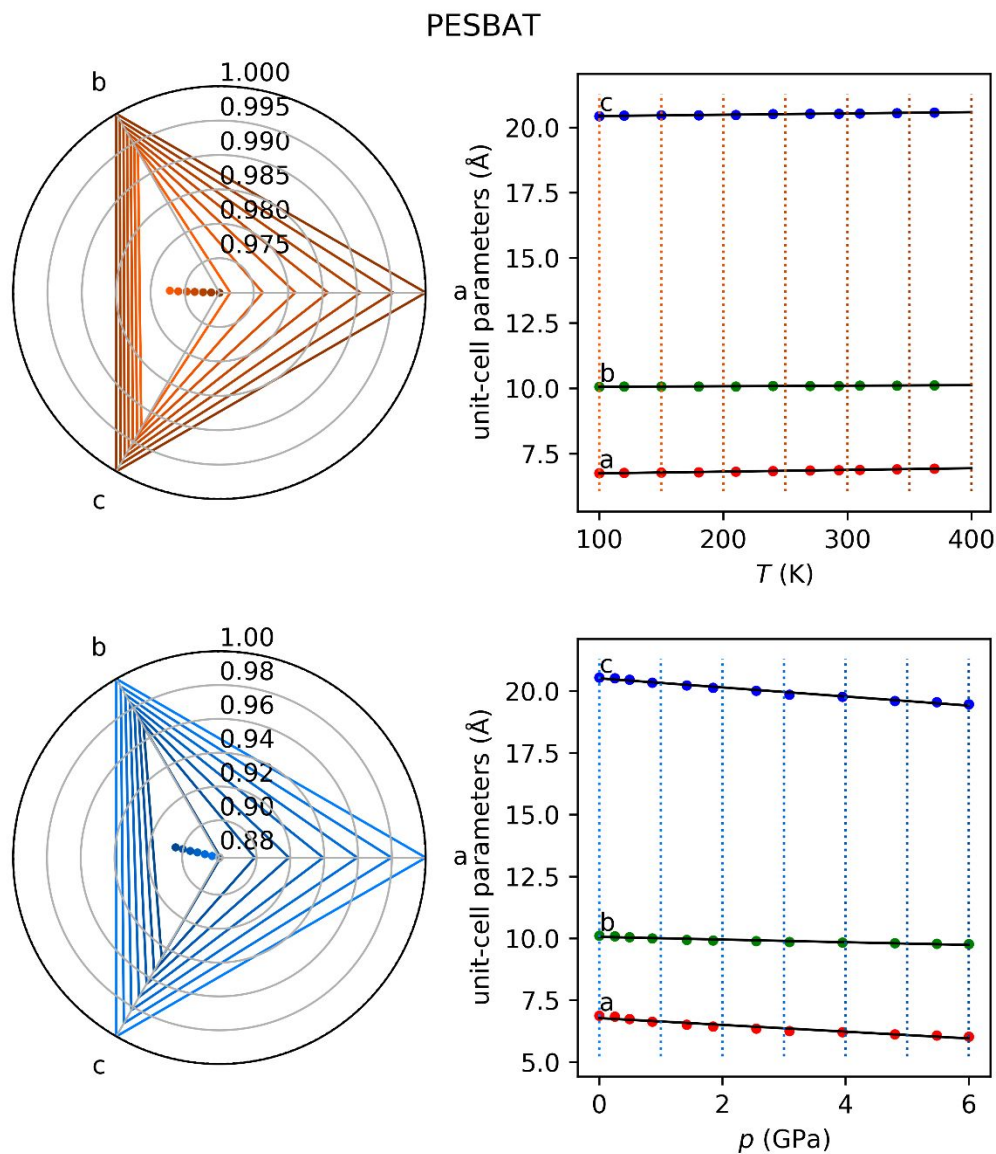 PESBAT
b
1.000
0.995
0.990
0.985
0.980
0.975
a
c
unit-cell parameters (Å)
20.0
17.5
15.0
12.5
10.0
7.5
c
b
a
100
200
300
400
T (K)
b
1.00
0.98
0.96
0.94
0.92
0.90
0.88
a
c
unit-cell parameters (Å)
20.0
17.5
15.0
12.5
10.0
7.5
5.0
c
b
a
0
2
4
6
p (GPa)